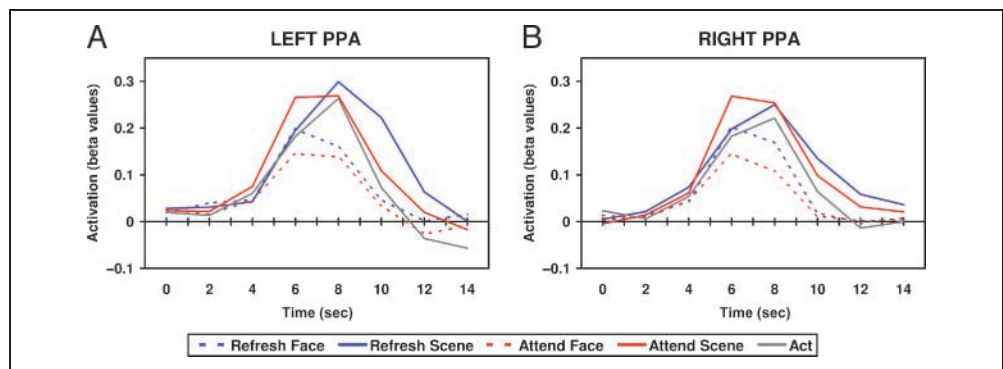 A LEFT PPA
Activation (beta values)
0.3
0.2
0.1
0
−0.1
0 2 4 6 8 10 12 14
Time (sec)
B RIGHT PPA
Activation (beta values)
0.3
0.2
0.1
0
−0.1
0 2 4 6 8 10 12 14
Time (sec)
Refresh Face Refresh Scene Attend Face Attend Scene Act